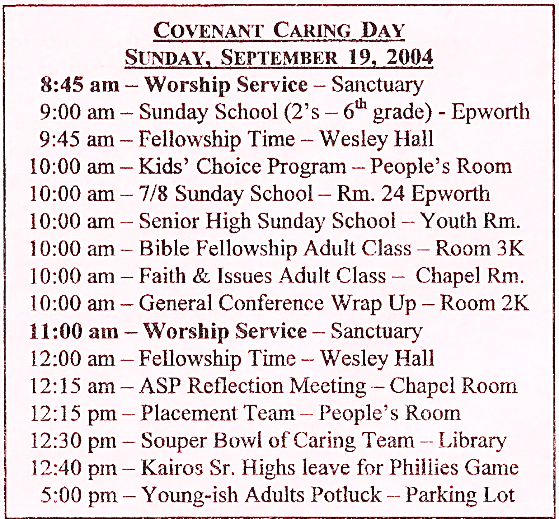 COVENANT CARING DAY
SUNDAY, SEPTEMBER 19, 2004
8:45 am – Worship Service – Sanctuary
9:00 am – Sunday School (2's – 6th grade) - Epworth
9:45 am – Fellowship Time – Wesley Hall
10:00 am – Kids' Choice Program – People's Room
10:00 am – 7/8 Sunday School – Rm. 24 Epworth
10:00 am – Senior High Sunday School – Youth Rm.
10:00 am – Bible Fellowship Adult Class – Room 3K
10:00 am – Faith & Issues Adult Class – Chapel Rm.
10:00 am – General Conference Wrap Up – Room 2K
11:00 am – Worship Service – Sanctuary
12:00 am – Fellowship Time – Wesley Hall
12:15 am – ASP Reflection Meeting – Chapel Room
12:15 pm – Placement Team – People's Room
12:30 pm – Souper Bowl of Caring Team – Library
12:40 pm – Kairos Sr. Highs leave for Phillies Game
5:00 pm – Young-ish Adults Potluck – Parking Lot